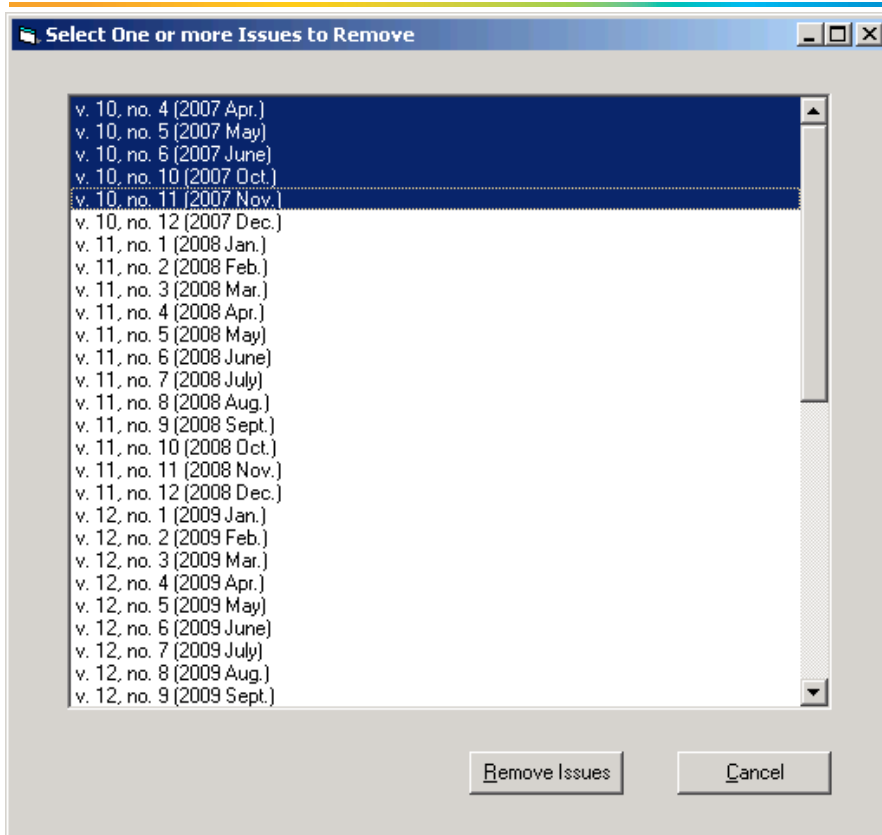 Select One or more Issues to Remove
v. 10, no. 4 (2007 Apr.)
v. 10, no. 5 (2007 May)
v. 10, no. 6 (2007 June)
v. 10, no. 10 (2007 Oct.)
v. 10, no. 11 (2007 Nov.)
v. 10, no. 12 (2007 Dec.)
v. 11, no. 1 (2008 Jan.)
v. 11, no. 2 (2008 Feb.)
v. 11, no. 3 (2008 Mar.)
v. 11, no. 4 (2008 Apr.)
v. 11, no. 5 (2008 May)
v. 11, no. 6 (2008 June)
v. 11, no. 7 (2008 July)
v. 11, no. 8 (2008 Aug.)
v. 11, no. 9 (2008 Sept.)
v. 11, no. 10 (2008 Oct.)
v. 11, no. 11 (2008 Nov.)
v. 11, no. 12 (2008 Dec.)
v. 12, no. 1 (2009 Jan.)
v. 12, no. 2 (2009 Feb.)
v. 12, no. 3 (2009 Mar.)
v. 12, no. 4 (2009 Apr.)
v. 12, no. 5 (2009 May)
v. 12, no. 6 (2009 June)
v. 12, no. 7 (2009 July)
v. 12, no. 8 (2009 Aug.)
v. 12, no. 9 (2009 Sept.)
Remove Issues Cancel